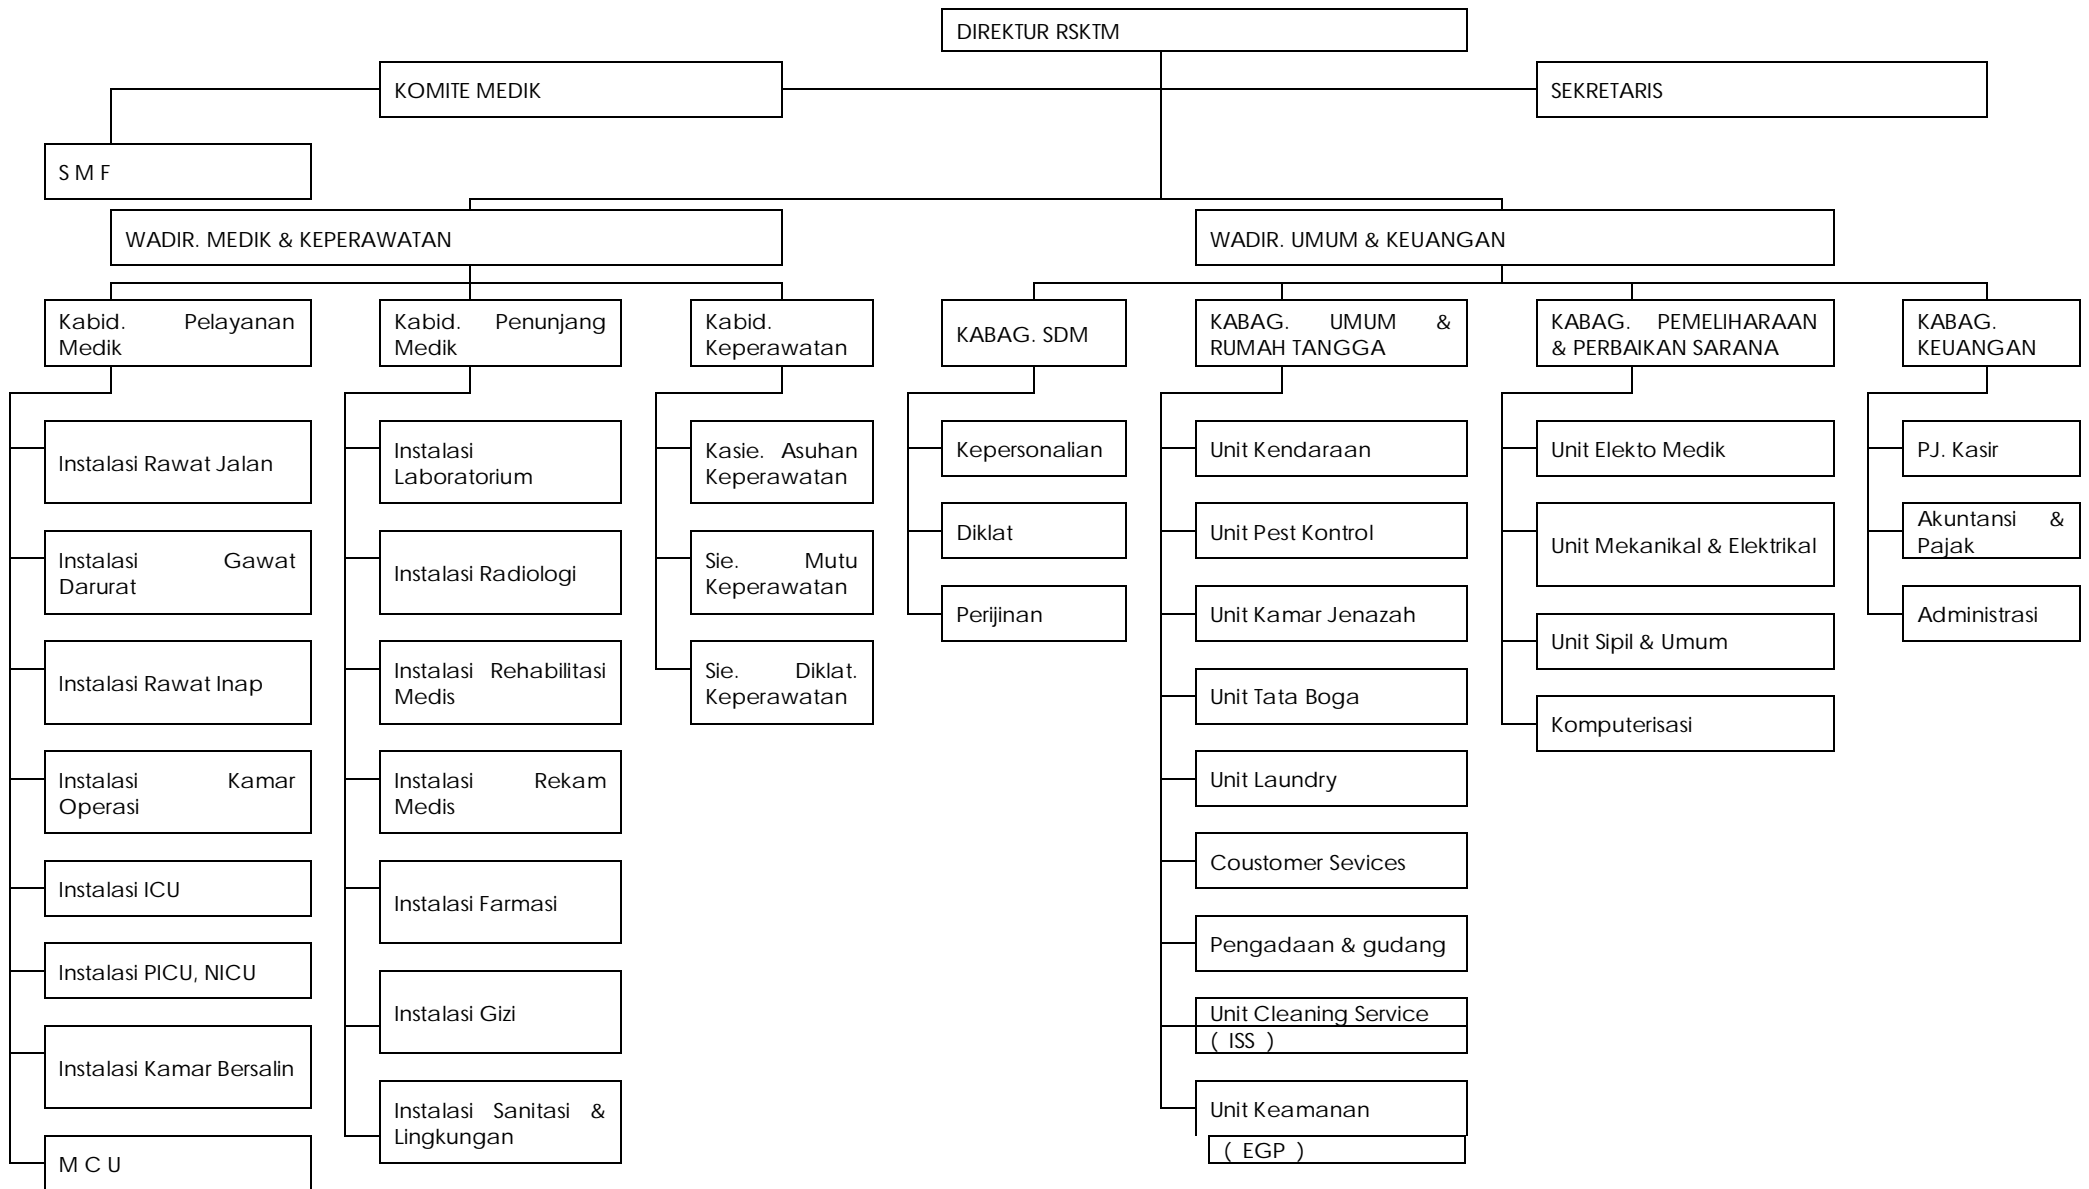 DIREKTUR RSKTM
KOMITE MEDIK
SEKRETARIS
S M F
WADIR. MEDIK & KEPERAWATAN
WADIR. UMUM & KEUANGAN
Kabid. Pelayanan
Medik
Kabid. Penunjang
Medik
Kabid.
Keperawatan
KABAG. SDM
KABAG. UMUM &
RUMAH TANGGA
KABAG. PEMELIHARAAN
& PERBAIKAN SARANA
KABAG.
KEUANGAN
Instalasi Rawat Jalan
Instalasi Gawat
Darurat
Instalasi Rawat Inap
Instalasi Kamar
Operasi
Instalasi ICU
Instalasi PICU, NICU
Instalasi Kamar Bersalin
M C U
Instalasi
Laboratorium
Instalasi Radiologi
Instalasi Rehabilitasi
Medis
Instalasi Rekam
Medis
Instalasi Farmasi
Instalasi Gizi
Instalasi Sanitasi &
Lingkungan
Kasie. Asuhan
Keperawatan
Sie. Mutu
Keperawatan
Sie. Diklat.
Keperawatan
Kepersonalian
Diklat
Perijinan
Unit Kendaraan
Unit Pest Kontrol
Unit Kamar Jenazah
Unit Tata Boga
Unit Laundry
Coustomer Sevices
Pengadaan & gudang
Unit Cleaning Service
( ISS )
Unit Keamanan
( EGP )
Unit Elekto Medik
Unit Mekanikal & Elektrikal
Unit Sipil & Umum
Komputerisasi
PJ. Kasir
Akuntansi &
Pajak
Administrasi